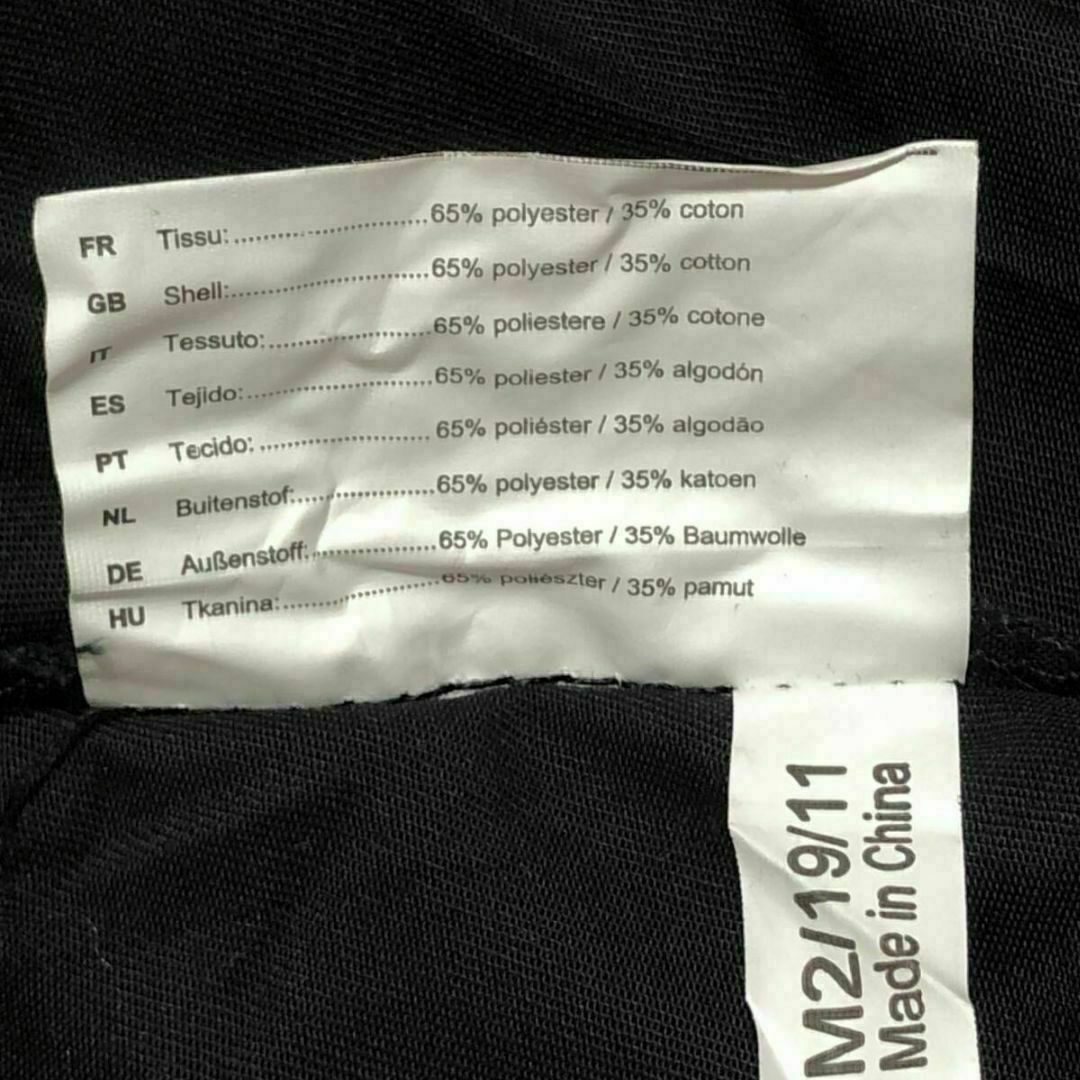 FR Tissu:..............................65% polyester / 35% coton
GB Shell:..............................65% polyester / 35% cotton
IT Tessuto:.........................65% poliestere / 35% cotone
ES Tejido:............................65% poliester / 35% algodón
PT Tecido: .......................... 65% poliéster / 35% algodão
NL Buitenstof:.....................65% polyester / 35% katoen
DE Außenstoff:...................65% Polyester / 35% Baumwolle
HU Tkanina:........................65% poliészter / 35% pamut
M2/19/11
Made in China